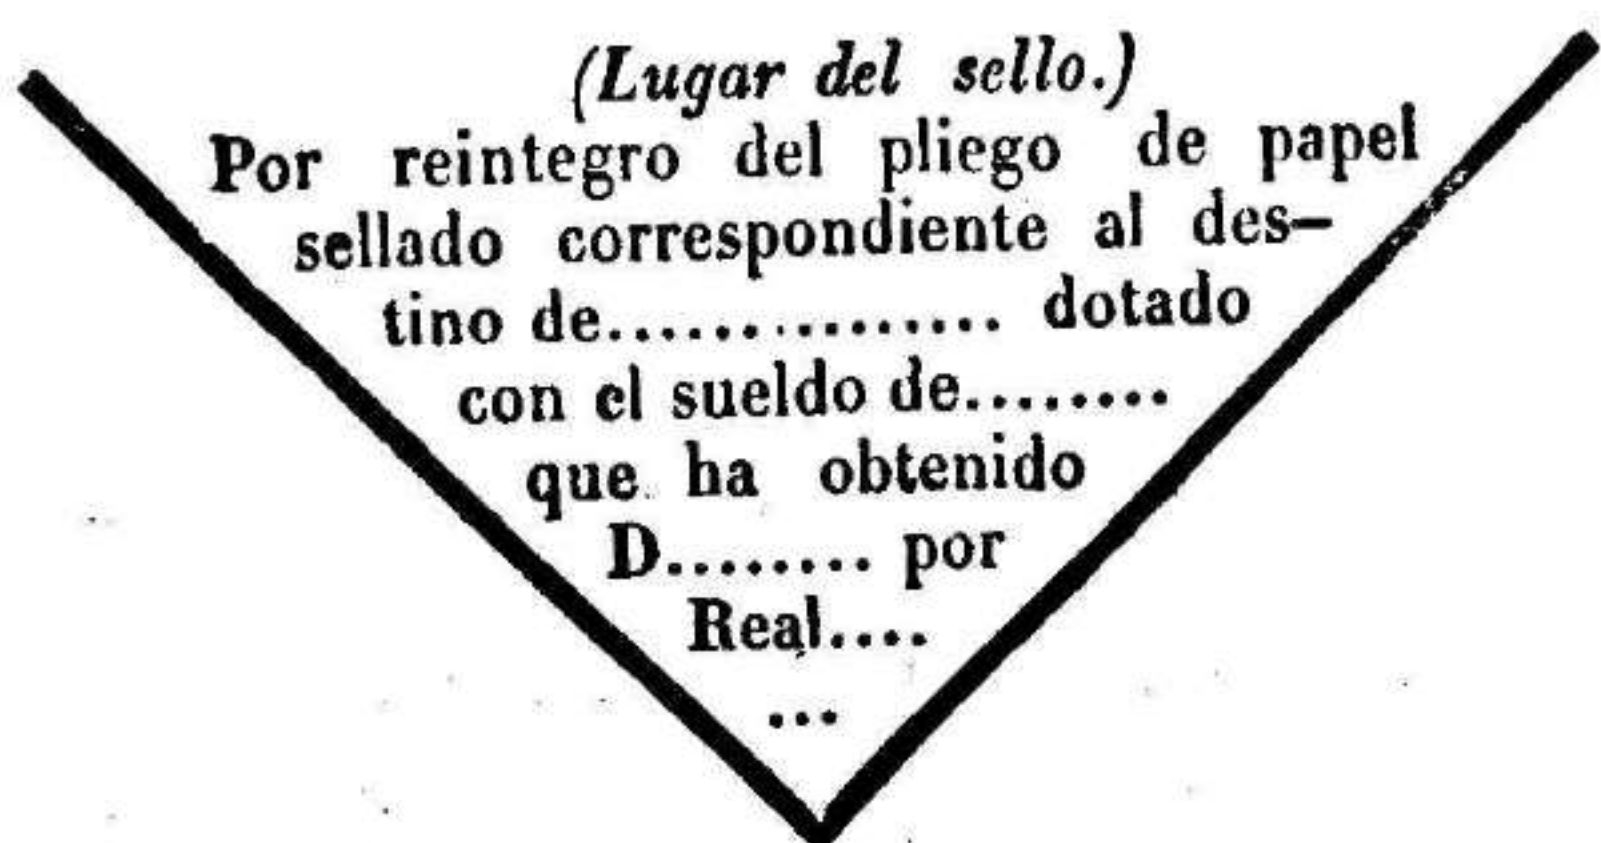 (Lugar del sello.)
Por reintegro del pliego de papel
sellado correspondiente al des-
tino de............... dotado
con el sueldo de........
que ha obtenido
D........ por
Real....
...